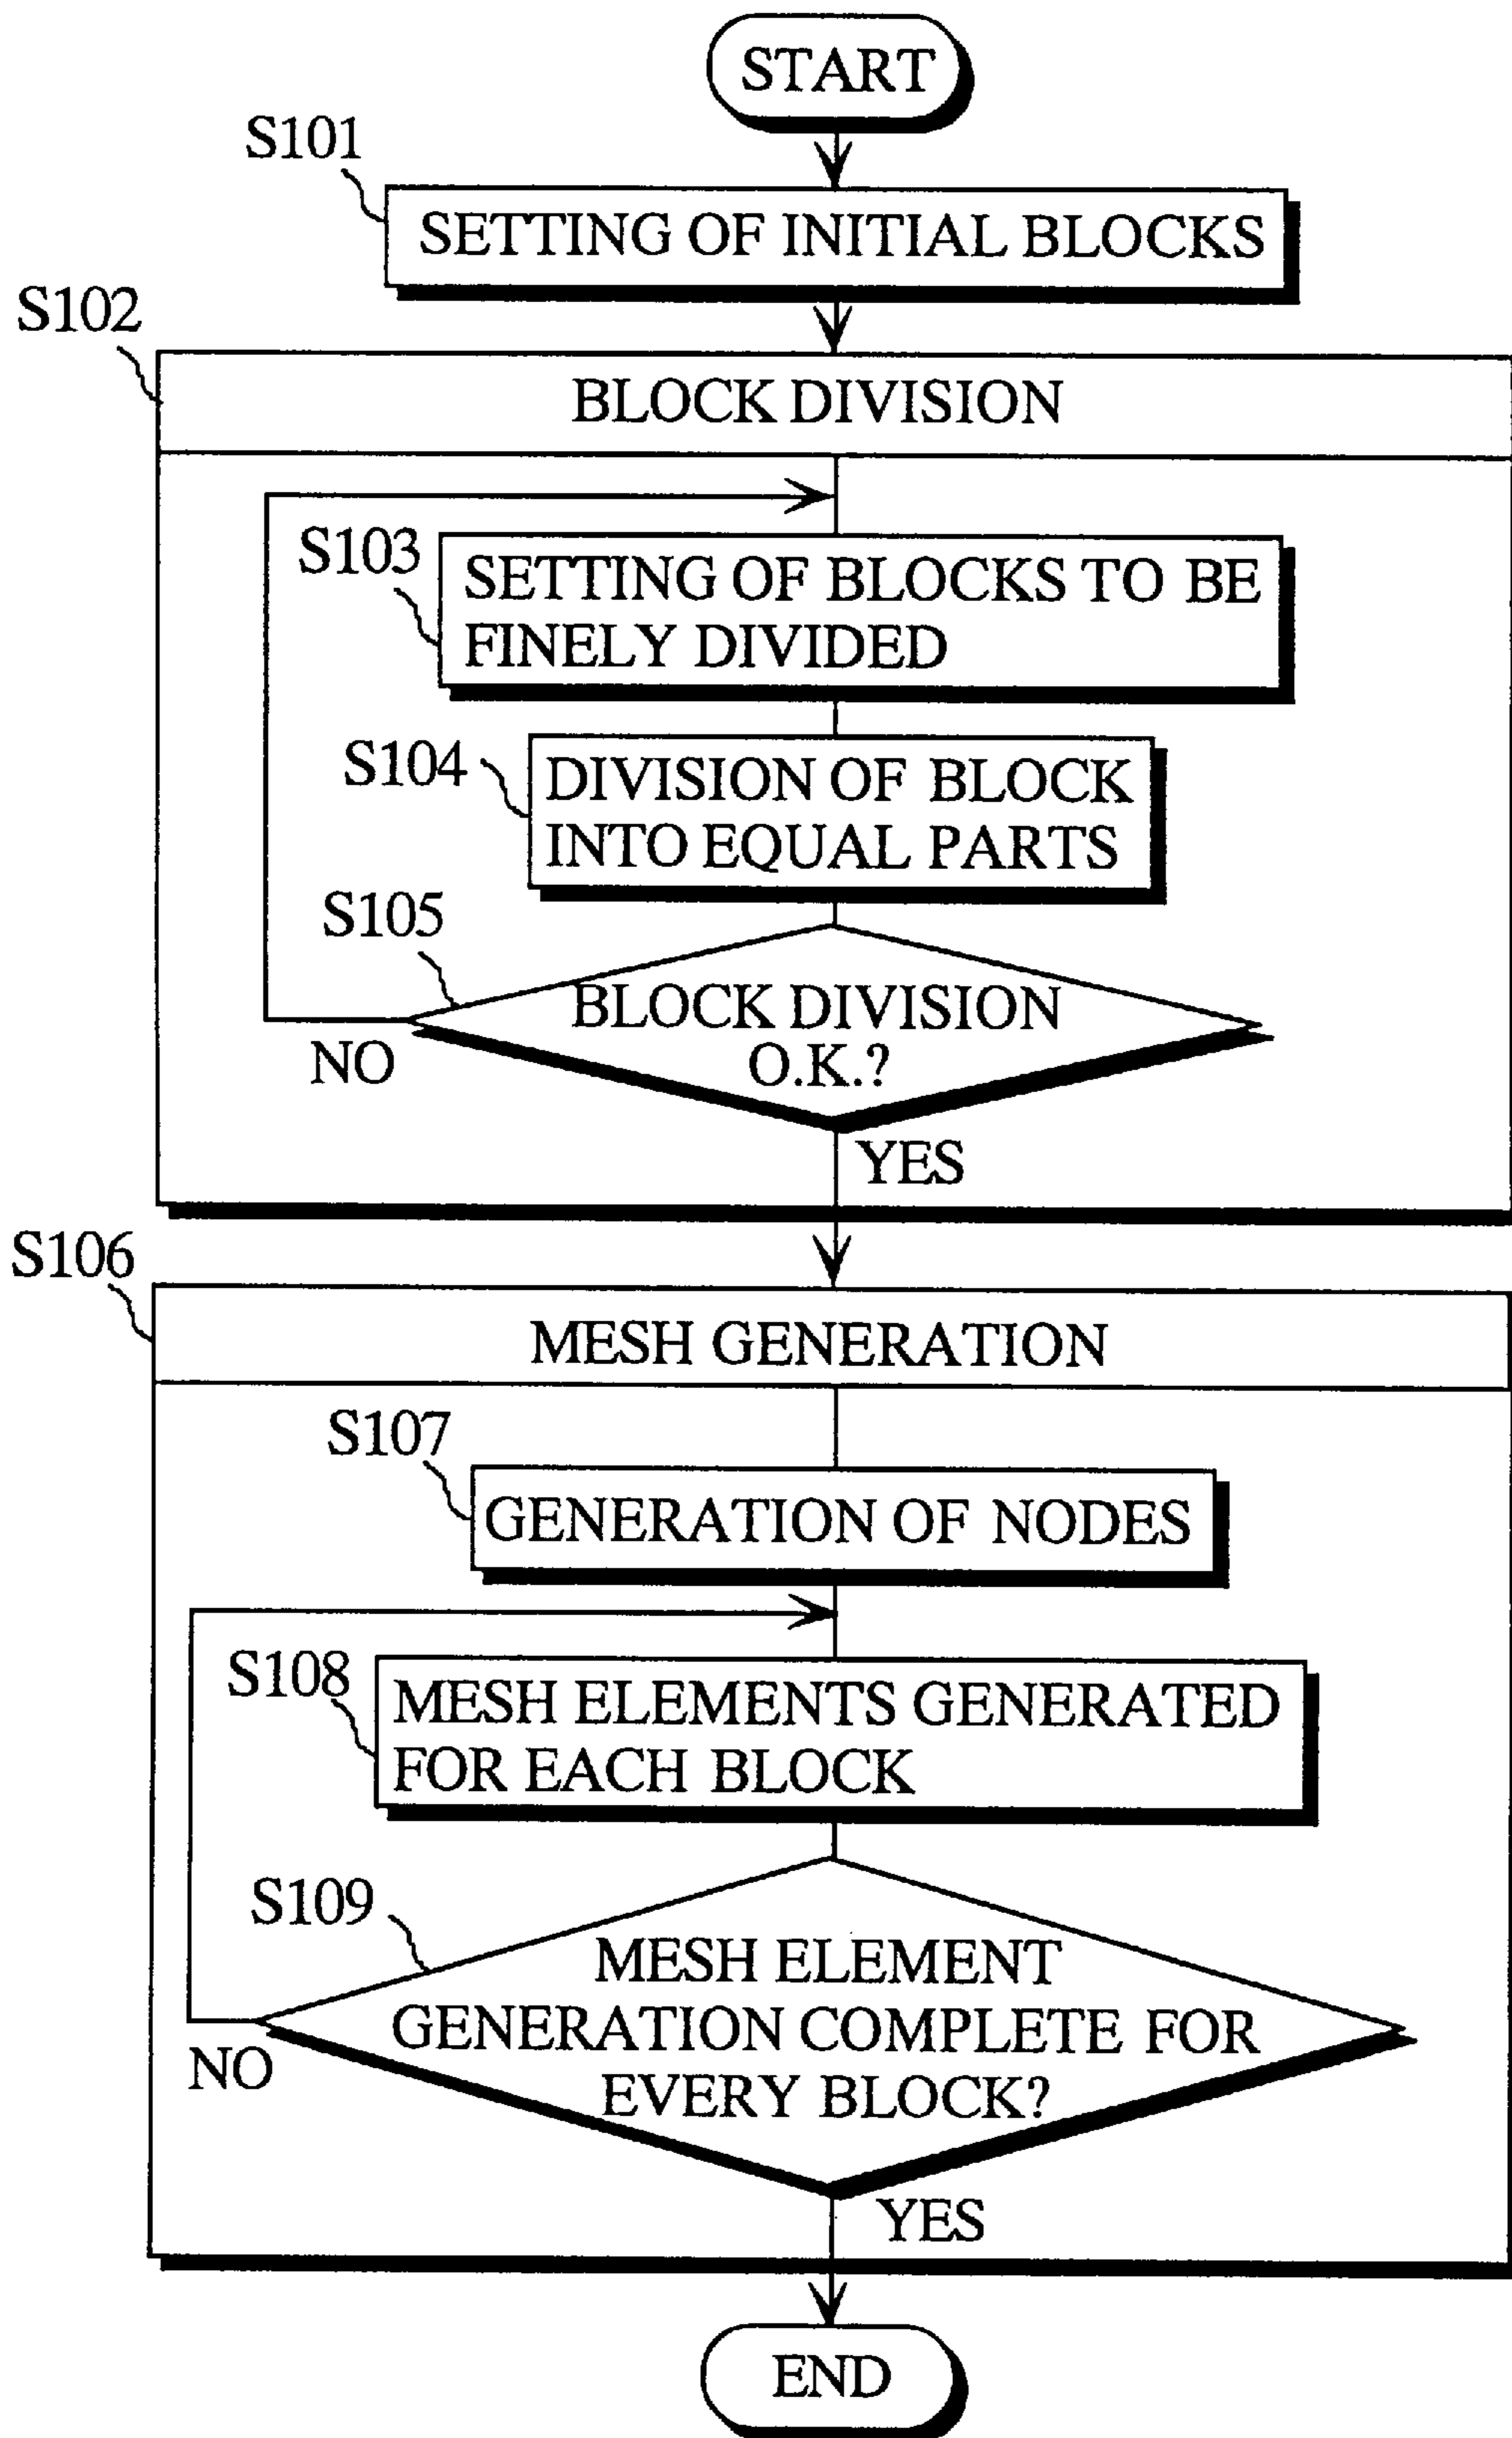 START
S101
SETTING OF INITIAL BLOCKS
S102
BLOCK DIVISION
S103
SETTING OF BLOCKS TO BE
FINELY DIVIDED
S104
DIVISION OF BLOCK
INTO EQUAL PARTS
S105
BLOCK DIVISION
O.K.?
NO
YES
S106
MESH GENERATION
S107
GENERATION OF NODES
S108
MESH ELEMENTS GENERATED
FOR EACH BLOCK
S109
MESH ELEMENT
GENERATION COMPLETE FOR
EVERY BLOCK?
NO
YES
END